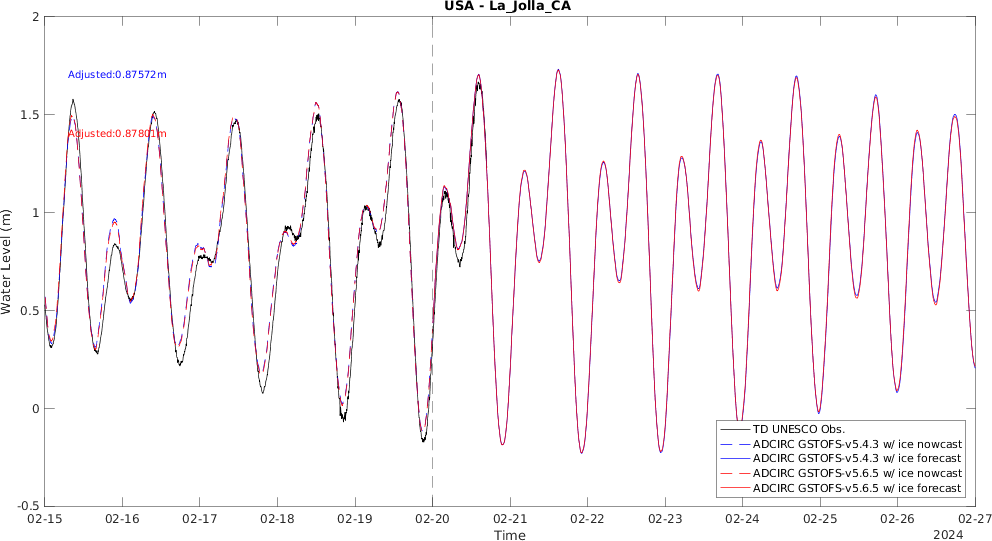 USA - La_Jolla_CA
2
1.5
1
0.5
0
-0.5
Water Level (m)
Adjusted:0.87572m
Adjusted:0.87801m
TD UNESCO Obs.
ADCIRC GSTOFS-v5.4.3 w/ ice nowcast
ADCIRC GSTOFS-v5.4.3 w/ ice forecast
ADCIRC GSTOFS-v5.6.5 w/ ice nowcast
ADCIRC GSTOFS-v5.6.5 w/ ice forecast
02-15 02-16 02-17 02-18 02-19 02-20 02-21 02-22 02-23 02-24 02-25 02-26 02-27
Time
2024